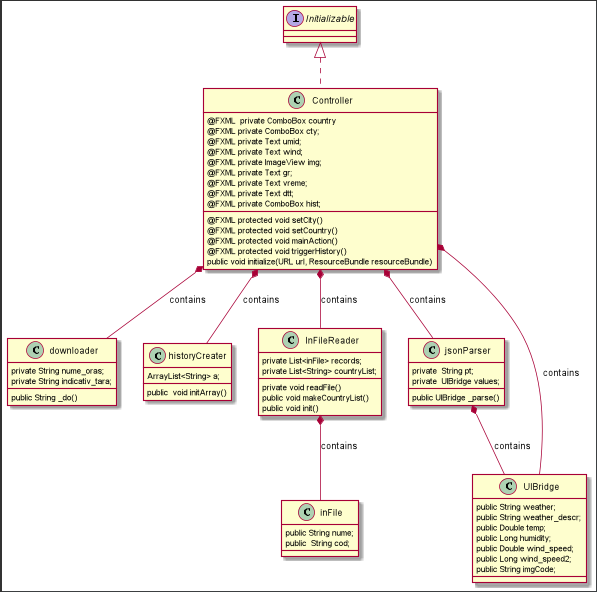 I Initializable
C Controller
@FXML  private ComboBox country
@FXML private ComboBox cty;
@FXML private Text umid;
@FXML private Text wind;
@FXML private ImageView img;
@FXML private Text gr;
@FXML private Text vreme;
@FXML private Text dtt;
@FXML private ComboBox hist;
@FXML protected void setCity()
@FXML protected void setCountry()
@FXML protected void mainAction()
@FXML protected void triggerHistory()
public void initialize(URL url, ResourceBundle resourceBundle)
contains
contains
contains
contains
contains
C downloader
private String nume_oras;
private String indicativ_tara;
public String _do()
C historyCreater
ArrayList<String> a;
public  void initArray()
C InFileReader
private List<inFile> records;
private List<String> countryList;
private void readFile()
public void makeCountryList()
public void init()
C jsonParser
private  String pt;
private  UIBridge values;
public UIBridge _parse()
contains
contains
C inFile
public String nume;
public  String cod;
C UIBridge
public String weather;
public String weather_descr;
public Double temp;
public Long humidity;
public Double wind_speed;
public Long wind_speed2;
public String imgCode;